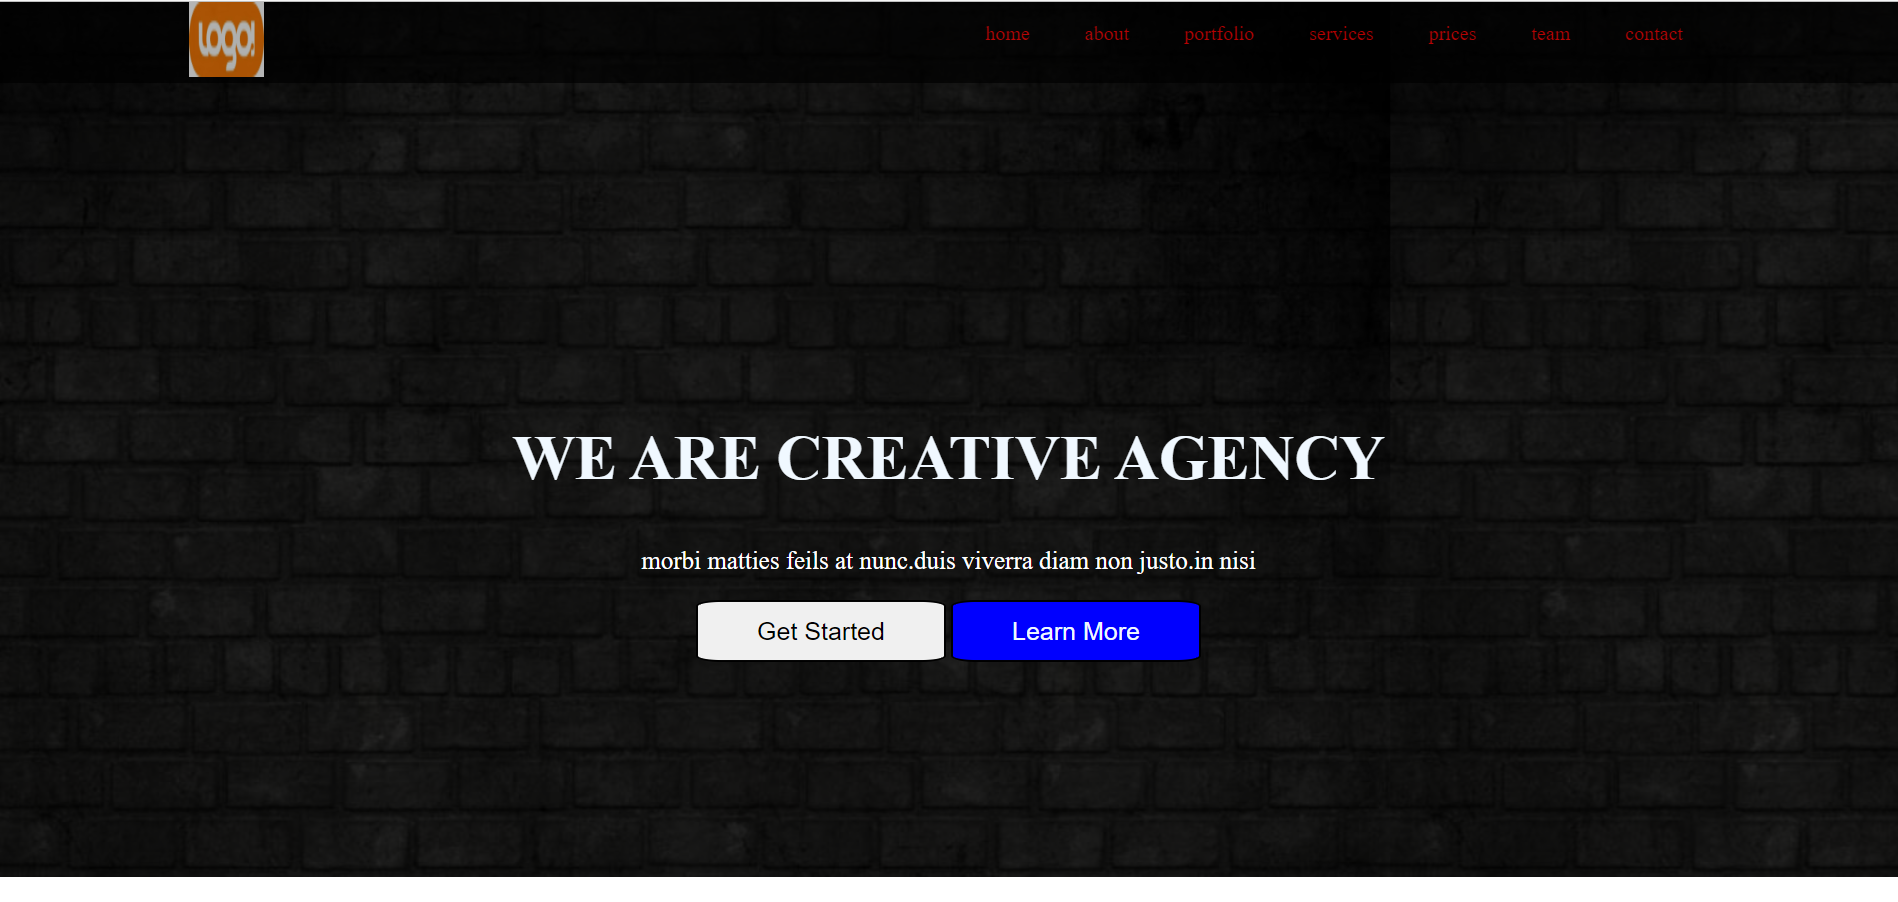 LOGO!
home about portfolio services prices team contact
WE ARE CREATIVE AGENCY
morbi matties feils at nunc.duis viverra diam non justo.in nisi
Get Started Learn More